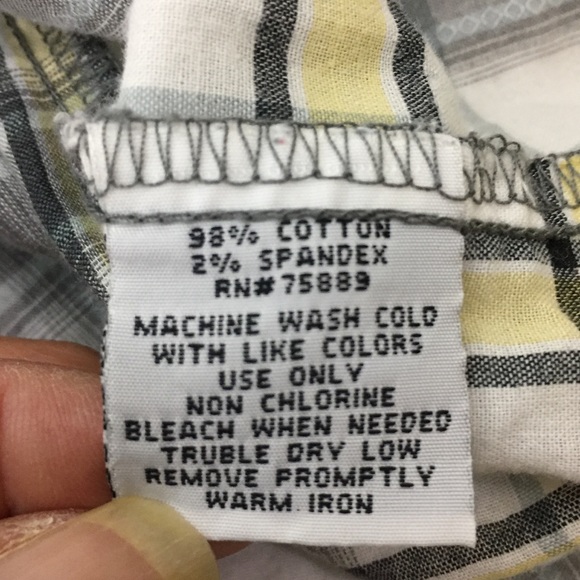 98% COTTON
2% SPANDEX
RN# 75889
MACHINE WASH COLD
WITH LIKE COLORS
USE ONLY
NON CHLORINE
BLEACH WHEN NEEDED
TRUBLE DRY LOW
REMOVE PROMPTLY
WARM.IRON